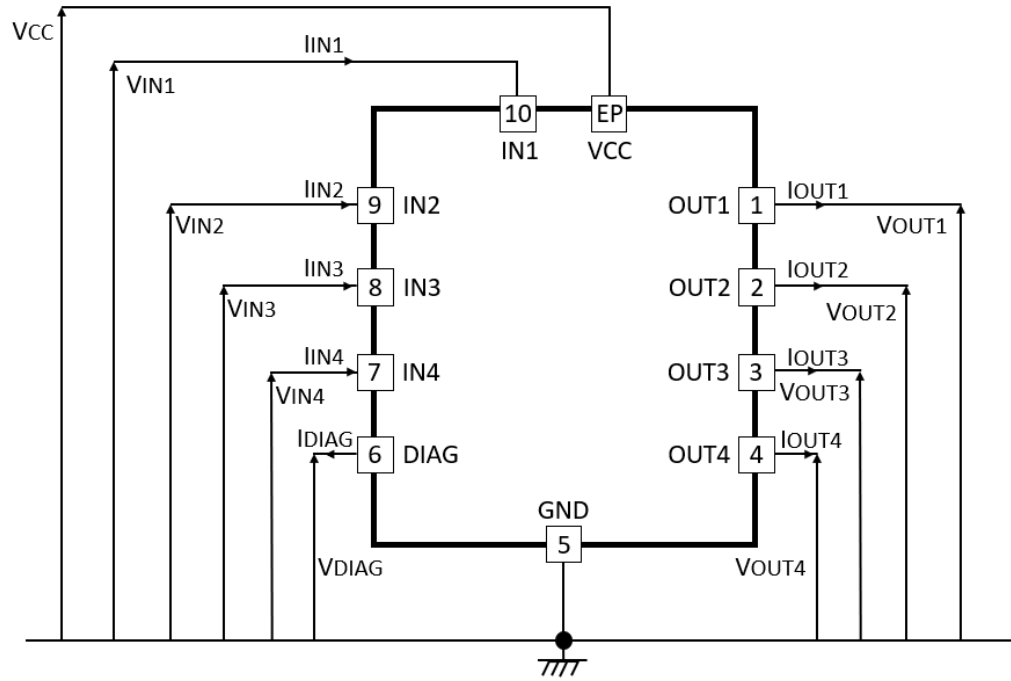 VCC
IIN1
VIN1
10 EP
IN1 VCC
IIN2 9 IN2 OUT1 1 IOUT1
VIN2 VOUT1
IIN3 8 IN3 OUT2 2 IOUT2
VIN3 VOUT2
IIN4 7 IN4 OUT3 3 IOUT3
VIN4 VOUT3
IDIAG 6 DIAG OUT4 4 IOUT4
GND
5
VDIAG VOUT4